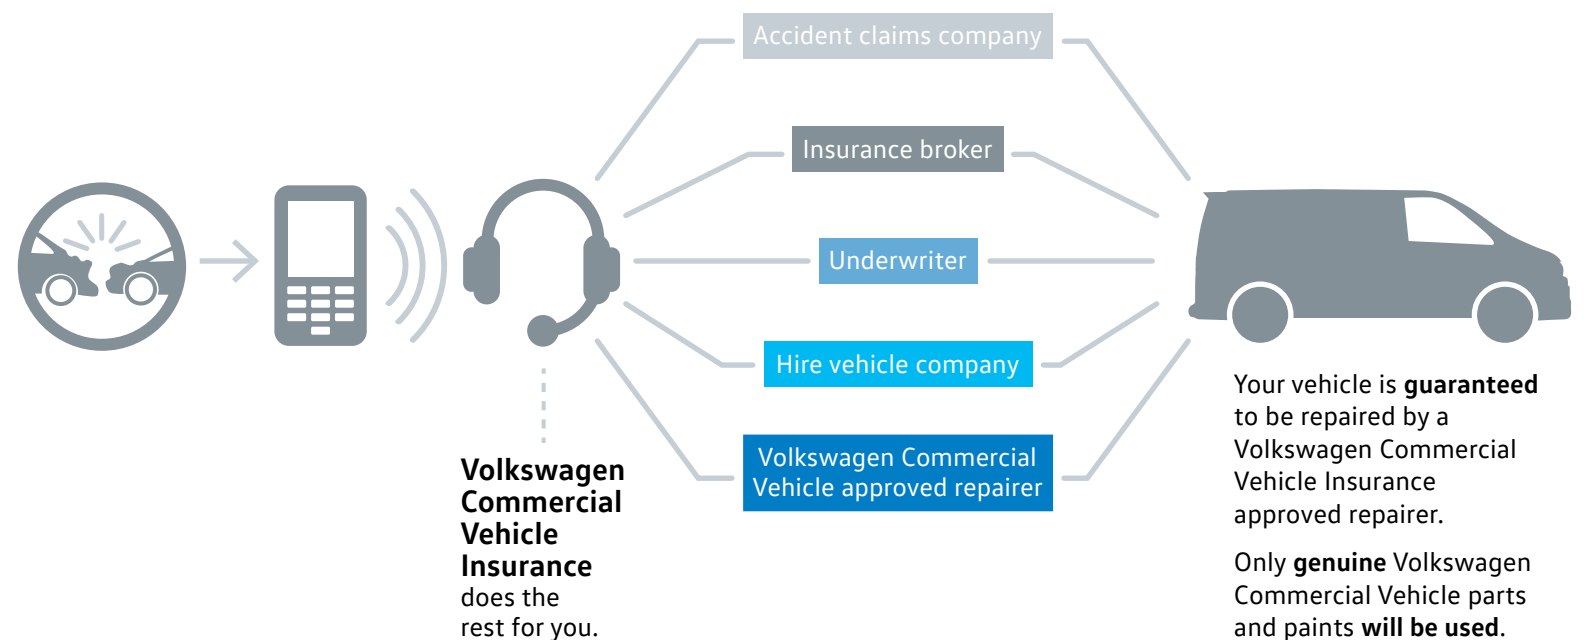 Accident claims company
Insurance broker
Underwriter
Hire vehicle company
Volkswagen Commercial
Vehicle approved repairer
Volkswagen
Commercial
Vehicle
Insurance
does the
rest for you.
Your vehicle is guaranteed
to be repaired by a
Volkswagen Commercial
Vehicle Insurance
approved repairer.
Only genuine Volkswagen
Commercial Vehicle parts
and paints will be used.